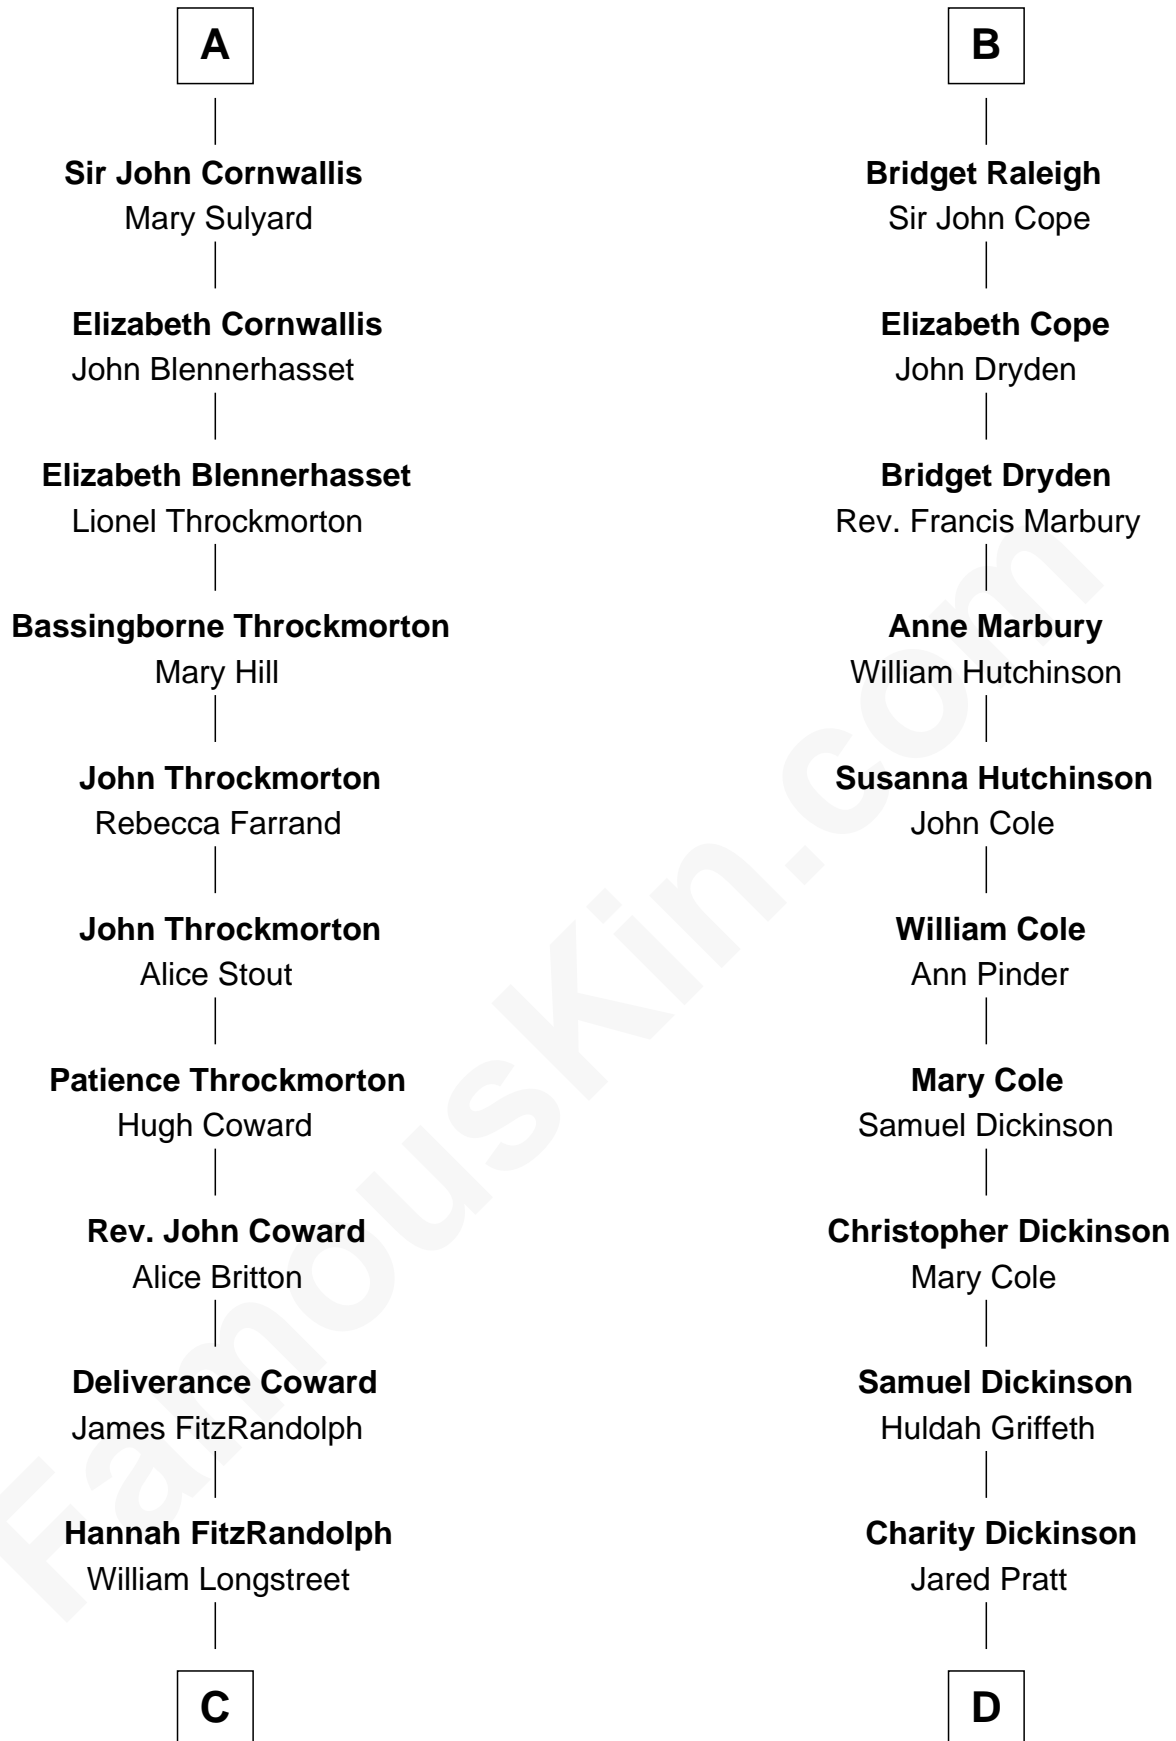 A
Sir John Cornwallis
Mary Sulyard
Elizabeth Cornwallis
John Blennerhasset
Elizabeth Blennerhasset
Lionel Throckmorton
Bassingborne Throckmorton
Mary Hill
John Throckmorton
Rebecca Farrand
John Throckmorton
Alice Stout
Patience Throckmorton
Hugh Coward
Rev. John Coward
Alice Britton
Deliverance Coward
James FitzRandolph
Hannah FitzRandolph
William Longstreet
C
B
Bridget Raleigh
Sir John Cope
Elizabeth Cope
John Dryden
Bridget Dryden
Rev. Francis Marbury
Anne Marbury
William Hutchinson
Susanna Hutchinson
John Cole
William Cole
Ann Pinder
Mary Cole
Samuel Dickinson
Christopher Dickinson
Mary Cole
Samuel Dickinson
Huldah Griffeth
Charity Dickinson
Jared Pratt
D
FamousKin.com